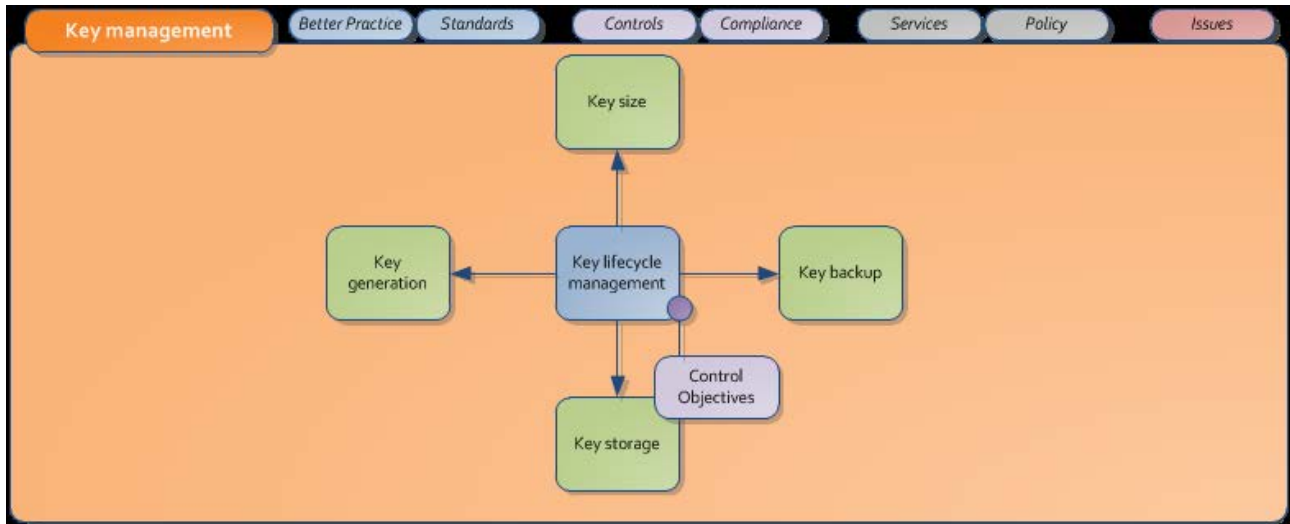 Key management
Better Practice
Standards
Controls
Compliance
Services
Policy
Issues
Key size
Key
generation
Key lifecycle
management
Key backup
Control
Objectives
Key storage